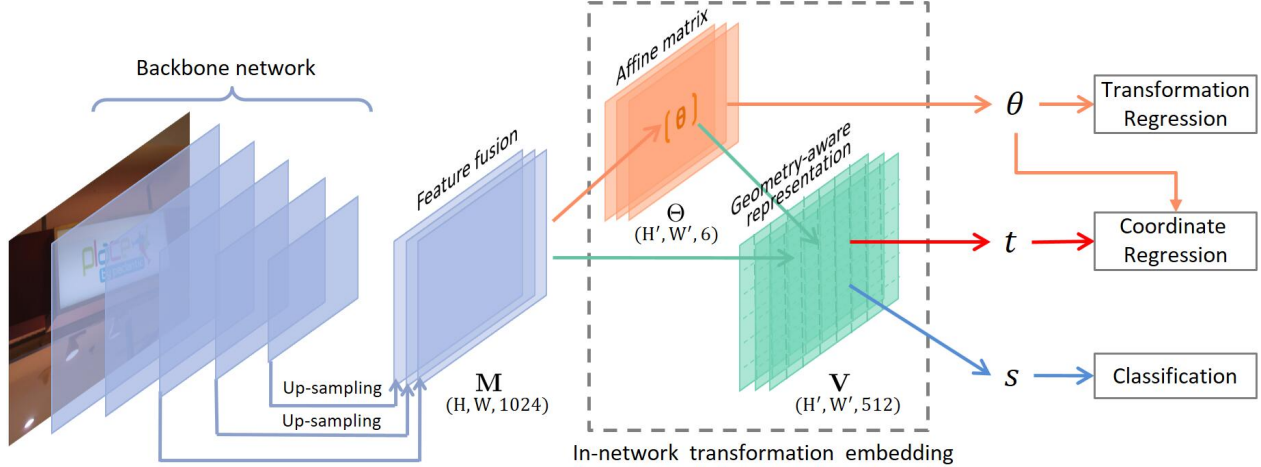 Backbone network
Feature fusion
Up-sampling
Up-sampling
M
(H, W, 1024)
Affine matrix
( θ )
Θ
(H′, W′, 6)
Geometry-aware
representation
V
(H′, W′, 512)
In-network transformation embedding
θ
Transformation
Regression
t
Coordinate
Regression
s
Classification